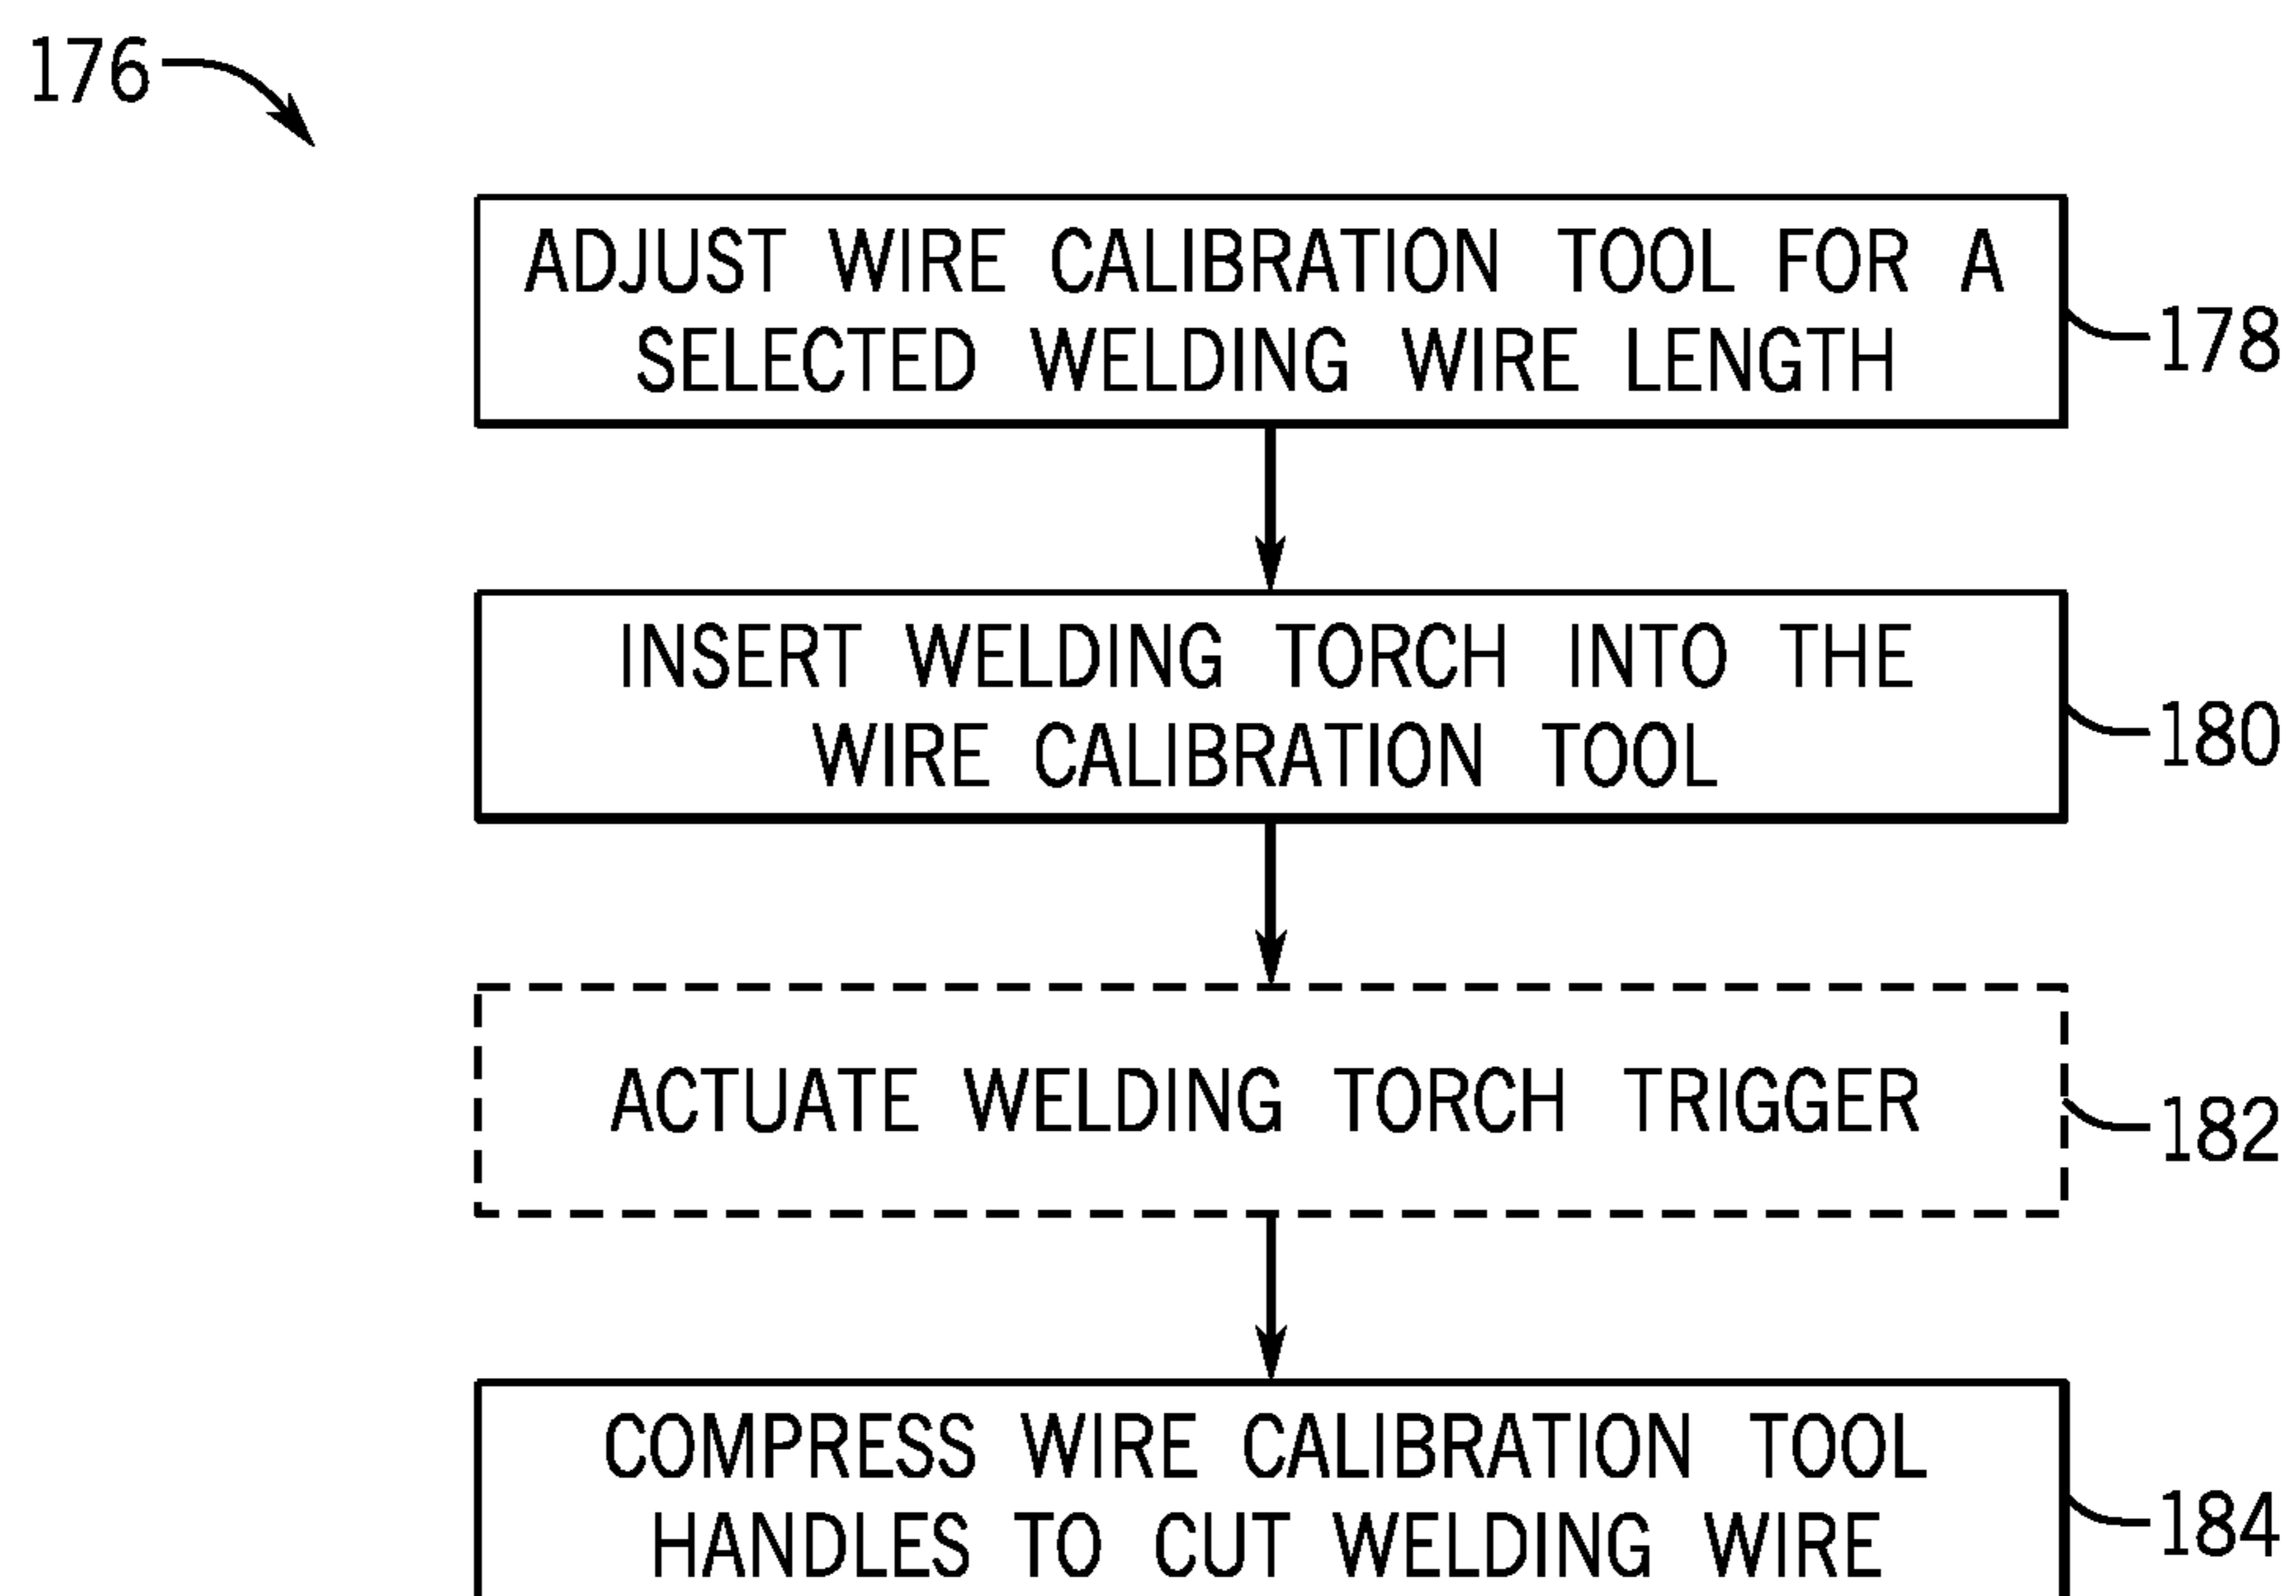 176
ADJUST WIRE CALIBRATION TOOL FOR A
SELECTED WELDING WIRE LENGTH
178
INSERT WELDING TORCH INTO THE
WIRE CALIBRATION TOOL
180
ACTUATE WELDING TORCH TRIGGER
182
COMPRESS WIRE CALIBRATION TOOL
HANDLES TO CUT WELDING WIRE
184